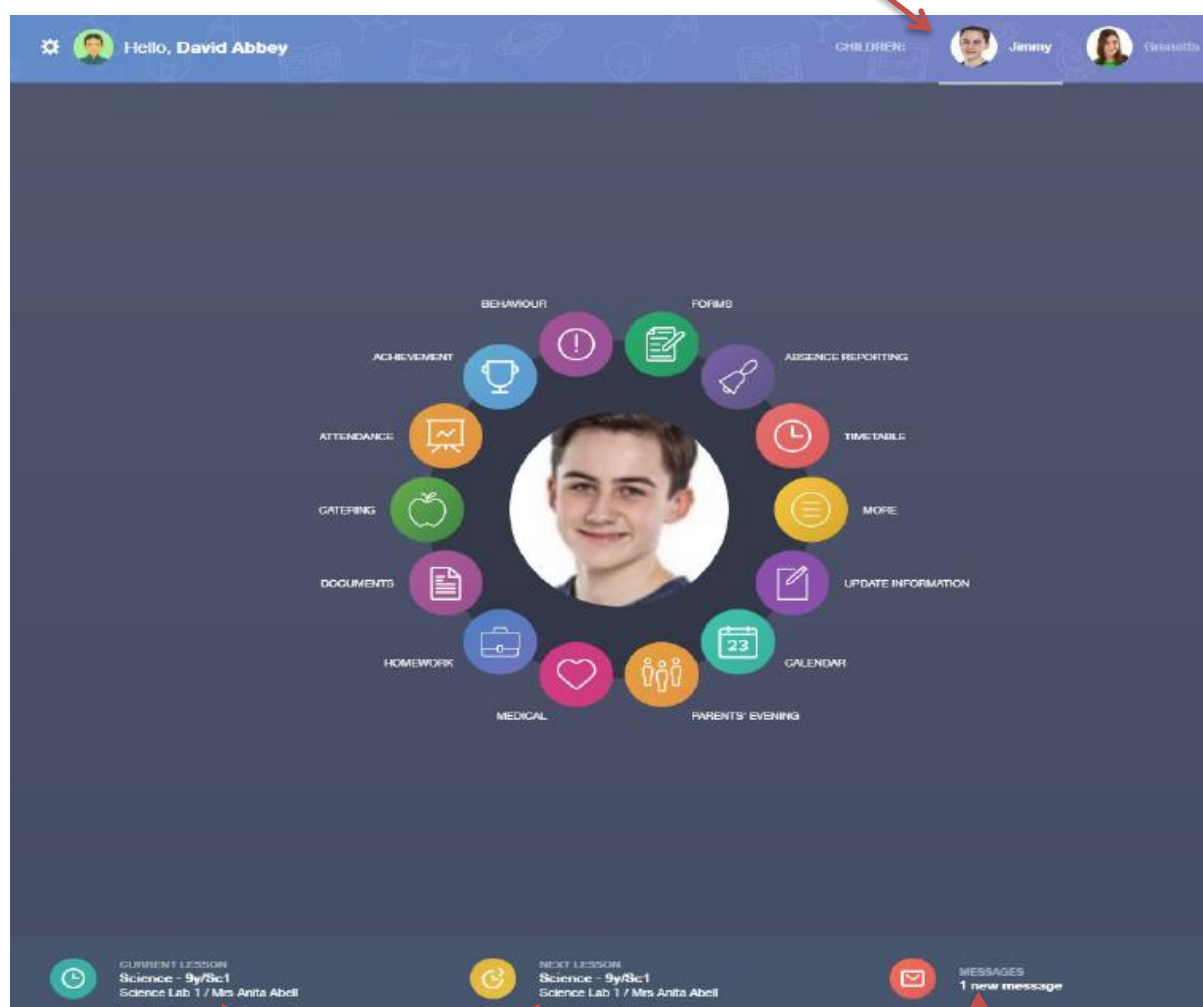 Hello, David Abbey
CHILDREN:
Jimmy
BEHAVIOUR
FORMS
ACHIEVEMENT
ABSENCE REPORTING
ATTENDANCE
TIMETABLE
CATERING
MORE
DOCUMENTS
UPDATE INFORMATION
23
HOMEWORK
CALENDAR
MEDICAL
PARENTS' EVENING
CURRENT LESSON
Science - 9y/Sc1
Science Lab 1 / Mrs Anita Abell
NEXT LESSON
Science - 9y/Sc1
Science Lab 1 / Mrs Anita Abell
MESSAGES
1 new message